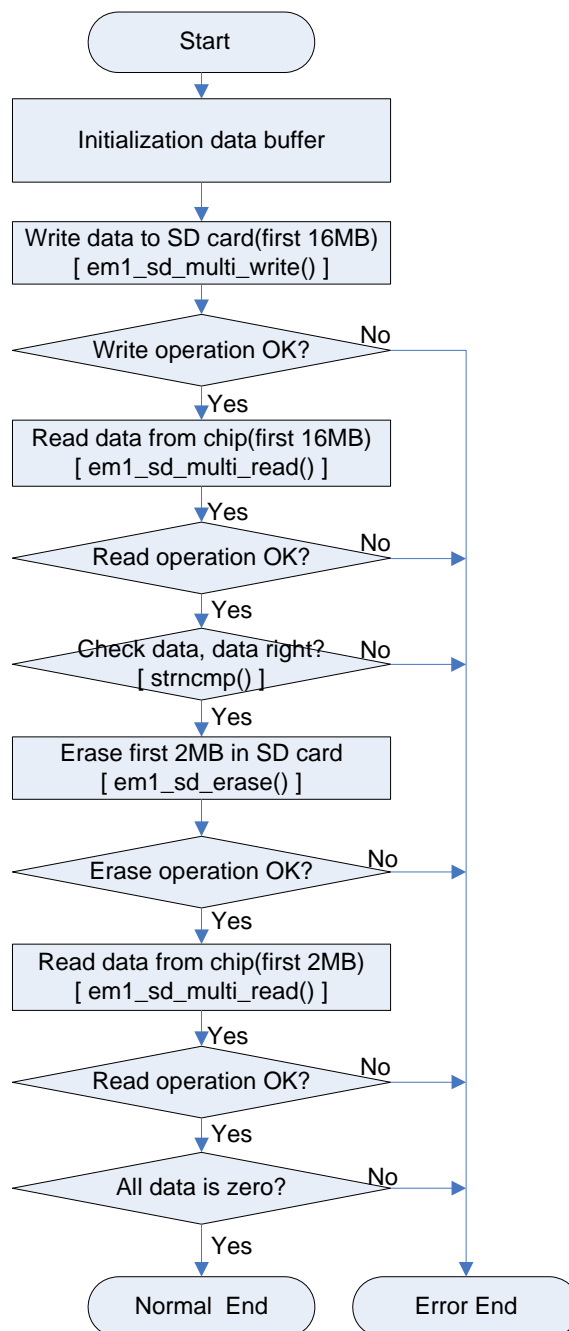 Start
Initialization data buffer
Write data to SD card(first 16MB)
[ em1_sd_multi_write() ]
Write operation OK?
No
Yes
Read data from chip(first 16MB)
[ em1_sd_multi_read() ]
Yes
Read operation OK?
No
Yes
Check data, data right?
[ strncmp() ]
No
Yes
Erase first 2MB in SD card
[ em1_sd_erase() ]
Erase operation OK?
No
Yes
Read data from chip(first 2MB)
[ em1_sd_multi_read() ]
Yes
Read operation OK?
No
Yes
All data is zero?
No
Yes
Normal  End
Error End